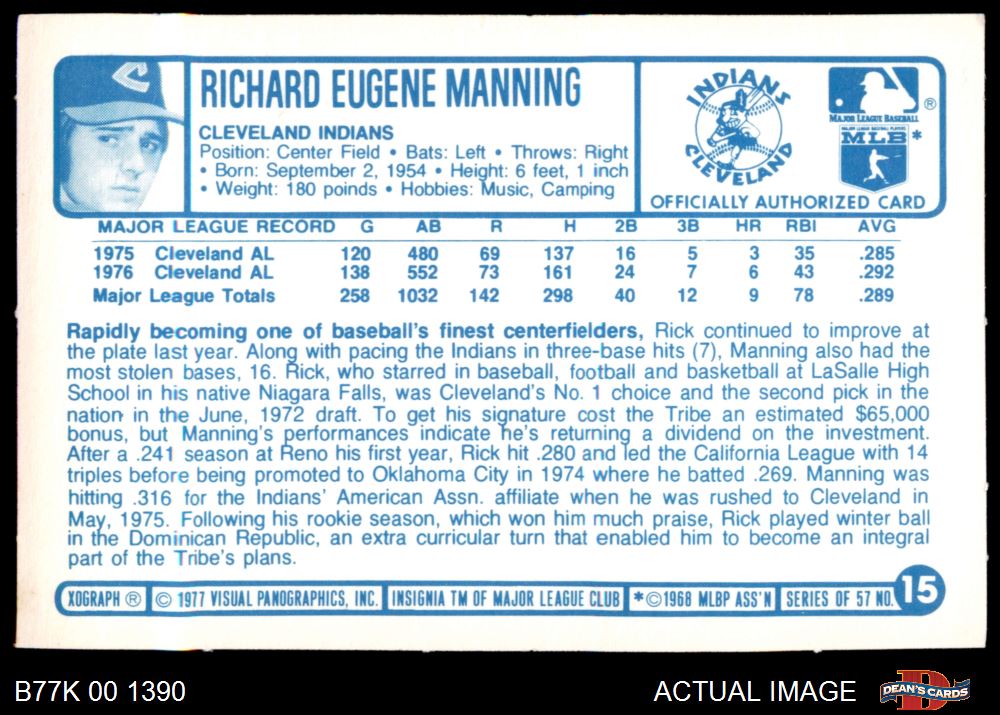 RICHARD EUGENE MANNING
CLEVELAND INDIANS
Position: Center Field • Bats: Left • Throws: Right
• Born: September 2, 1954 • Height: 6 feet, 1 inch
• Weight: 180 poinds • Hobbies: Music, Camping
C
INDIANS
CLEVELAND
MAJOR LEAGUE BASEBALL ®
MAJOR LEAGUE BASEBALL PLAYERS
MLB *
OFFICIALLY AUTHORIZED CARD
MAJOR LEAGUE RECORD G AB R H 2B 3B HR RBI AVG
1975 Cleveland AL 120 480 69 137 16 5 3 35 .285
1976 Cleveland AL 138 552 73 161 24 7 6 43 .292
Major League Totals 258 1032 142 298 40 12 9 78 .289
Rapidly becoming one of baseball's finest centerfielders, Rick continued to improve at
the plate last year. Along with pacing the Indians in three-base hits (7), Manning also had the
most stolen bases, 16. Rick, who starred in baseball, football and basketball at LaSalle High
School in his native Niagara Falls, was Cleveland's No. 1 choice and the second pick in the
nation in the June, 1972 draft. To get his signature cost the Tribe an estimated $65,000
bonus, but Manning's performances indicate he's returning a dividend on the investment.
After a .241 season at Reno his first year, Rick hit .280 and led the California League with 14
triples before being promoted to Oklahoma City in 1974 where he batted .269. Manning was
hitting .316 for the Indians' American Assn. affiliate when he was rushed to Cleveland in
May, 1975. Following his rookie season, which won him much praise, Rick played winter ball
in the Dominican Republic, an extra curricular turn that enabled him to become an integral
part of the Tribe's plans.
XOGRAPH ® © 1977 VISUAL PANOGRAPHICS, INC. INSIGNIA TM OF MAJOR LEAGUE CLUB *©1968 MLBP ASS'N SERIES OF 57 NO. 15
B77K 00 1390
ACTUAL IMAGE
D
DEAN'S CARDS